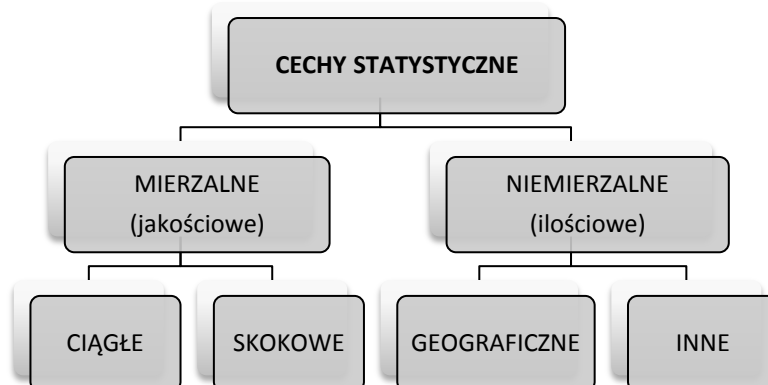 CECHY STATYSTYCZNE
MIERZALNE
(jakościowe)
NIEMIERZALNE
(ilościowe)
CIĄGŁE
SKOKOWE
GEOGRAFICZNE
INNE